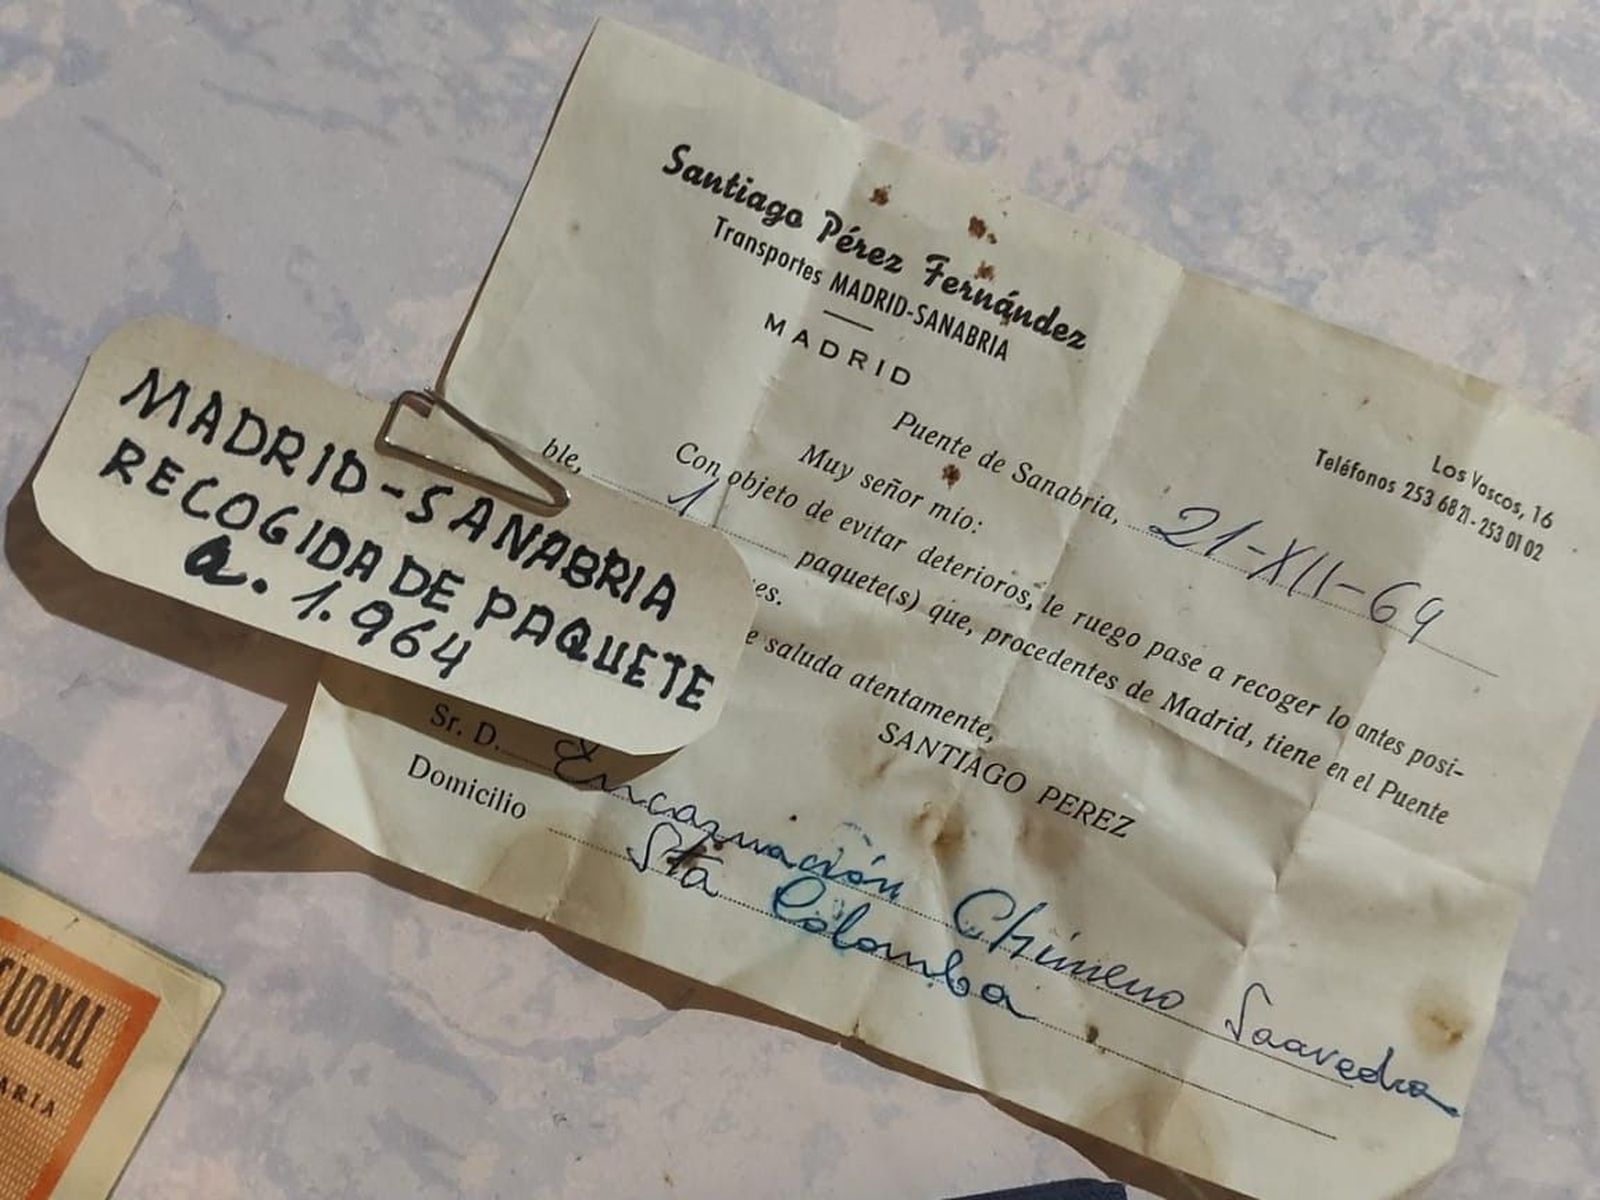 Santiago Pérez Fernández
Transportes MADRID-SANABRIA
MADRID
Los Vascos, 16
Teléfonos 253 68 21 - 253 01 02
Puente de Sanabria, 21-XII-64
Muy señor mío:
Con objeto de evitar deterioros, le ruego pase a recoger lo antes posi-
ble, 1 paquete(s) que, procedentes de Madrid, tiene en el Puente
es.
e saluda atentamente,
SANTIAGO PEREZ
Sr. D. Encarnación Chimeno Saavedra
Domicilio Sta Colomba
MADRID-SANABRIA
RECOGIDA DE PAQUETE
a. 1.964
CIONAL
ARIA